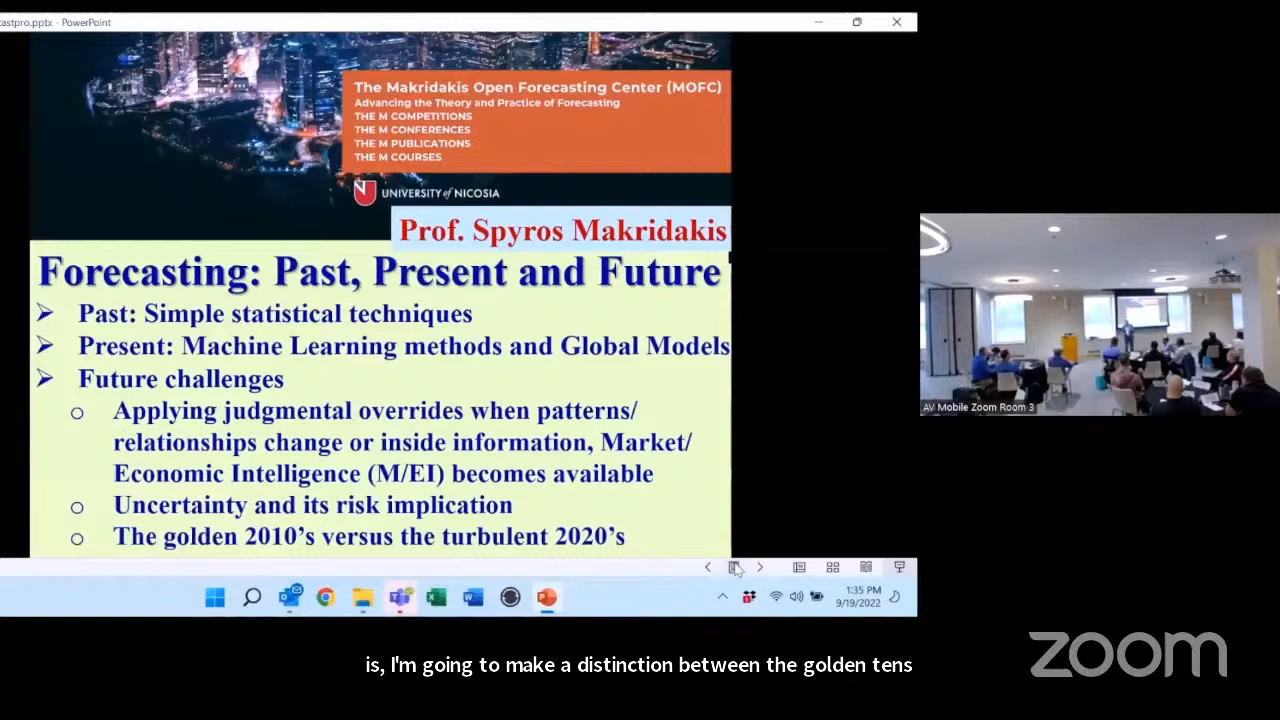 castpro.pptx - PowerPoint
The Makridakis Open Forecasting Center (MOFC)
Advancing the Theory and Practice of Forecasting
THE M COMPETITIONS
THE M CONFERENCES
THE M PUBLICATIONS
THE M COURSES
UNIVERSITY of NICOSIA
Prof. Spyros Makridakis
Forecasting: Past, Present and Future
Past: Simple statistical techniques
Present: Machine Learning methods and Global Models
Future challenges
Applying judgmental overrides when patterns/
relationships change or inside information, Market/
Economic Intelligence (M/EI) becomes available
Uncertainty and its risk implication
The golden 2010's versus the turbulent 2020's
1:35 PM
9/19/2022
AV Mobile Zoom Room 3
is, I'm going to make a distinction between the golden tens
zoom